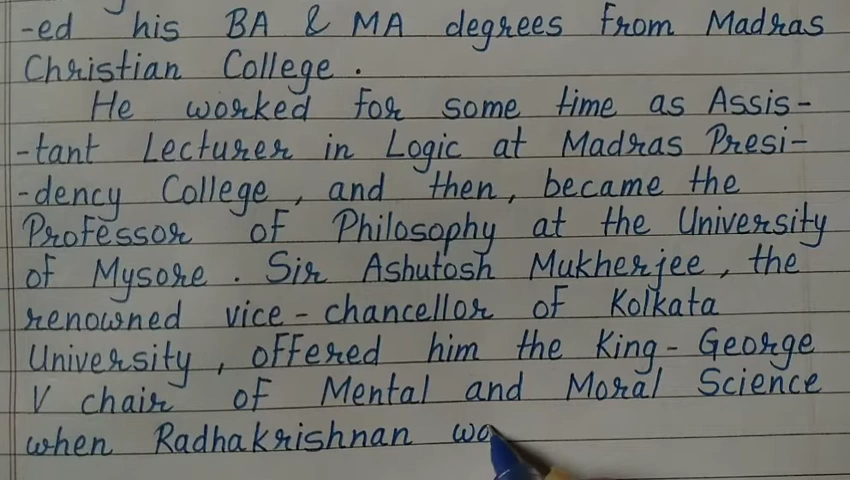 -ed his BA & MA degrees from Madras
Christian College.
He worked for some time as Assis-
-tant Lecturer in Logic at Madras Presi-
-dency College, and then, became the
Professor of Philosophy at the University
of Mysore. Sir Ashutosh Mukherjee, the
renowned vice-chancellor of Kolkata
University, offered him the King-George
V chair of Mental and Moral Science
when Radhakrishnan wa